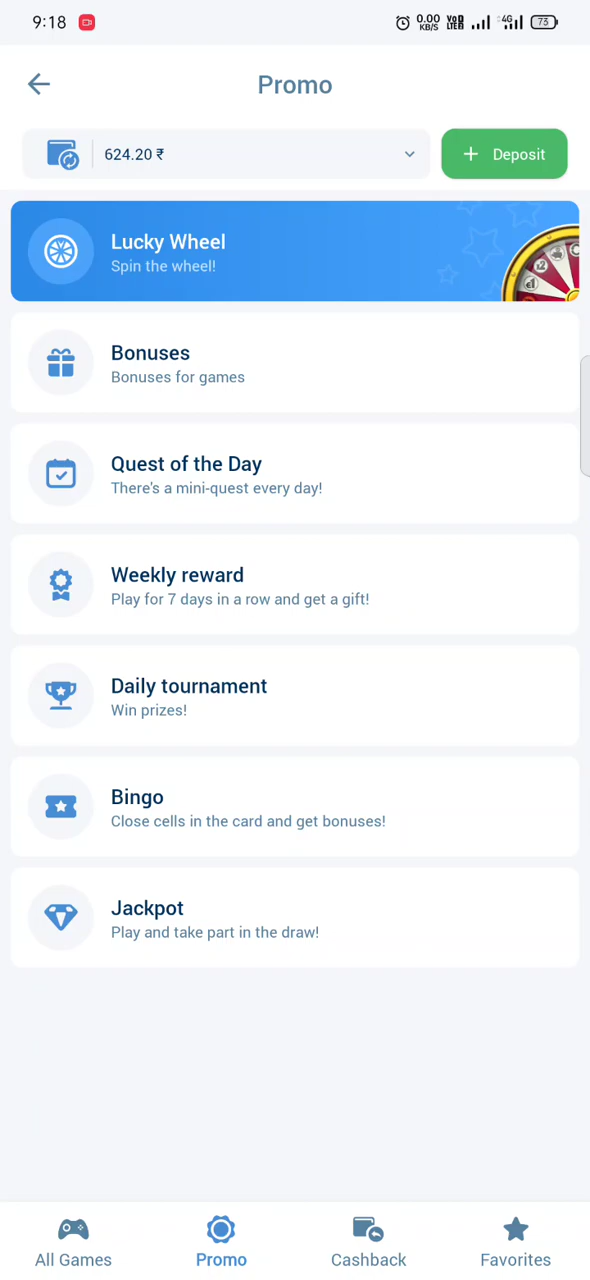 9:18 0.00 KB/S VoD LTE 4G 73
Promo
624.20 ₹
+ Deposit
Lucky Wheel
Spin the wheel!
x2
€1
Bonuses
Bonuses for games
Quest of the Day
There's a mini-quest every day!
Weekly reward
Play for 7 days in a row and get a gift!
Daily tournament
Win prizes!
Bingo
Close cells in the card and get bonuses!
Jackpot
Play and take part in the draw!
All Games Promo Cashback Favorites